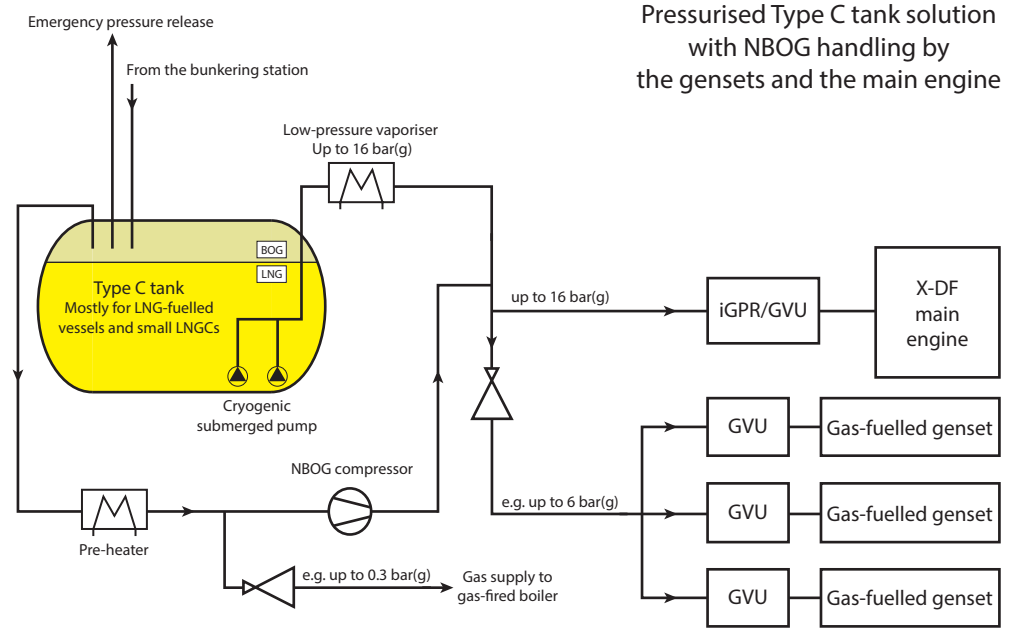 Pressurised Type C tank solution
with NBOG handling by
the gensets and the main engine
Emergency pressure release
From the bunkering station
Low-pressure vaporiser
Up to 16 bar(g)
BOG
LNG
Type C tank
Mostly for LNG-fuelled
vessels and small LNGCs
Cryogenic
submerged pump
up to 16 bar(g)
iGPR/GVU
X-DF
main
engine
GVU
Gas-fuelled genset
NBOG compressor
e.g. up to 6 bar(g)
GVU
Gas-fuelled genset
Pre-heater
e.g. up to 0.3 bar(g)
Gas supply to
gas-fired boiler
GVU
Gas-fuelled genset